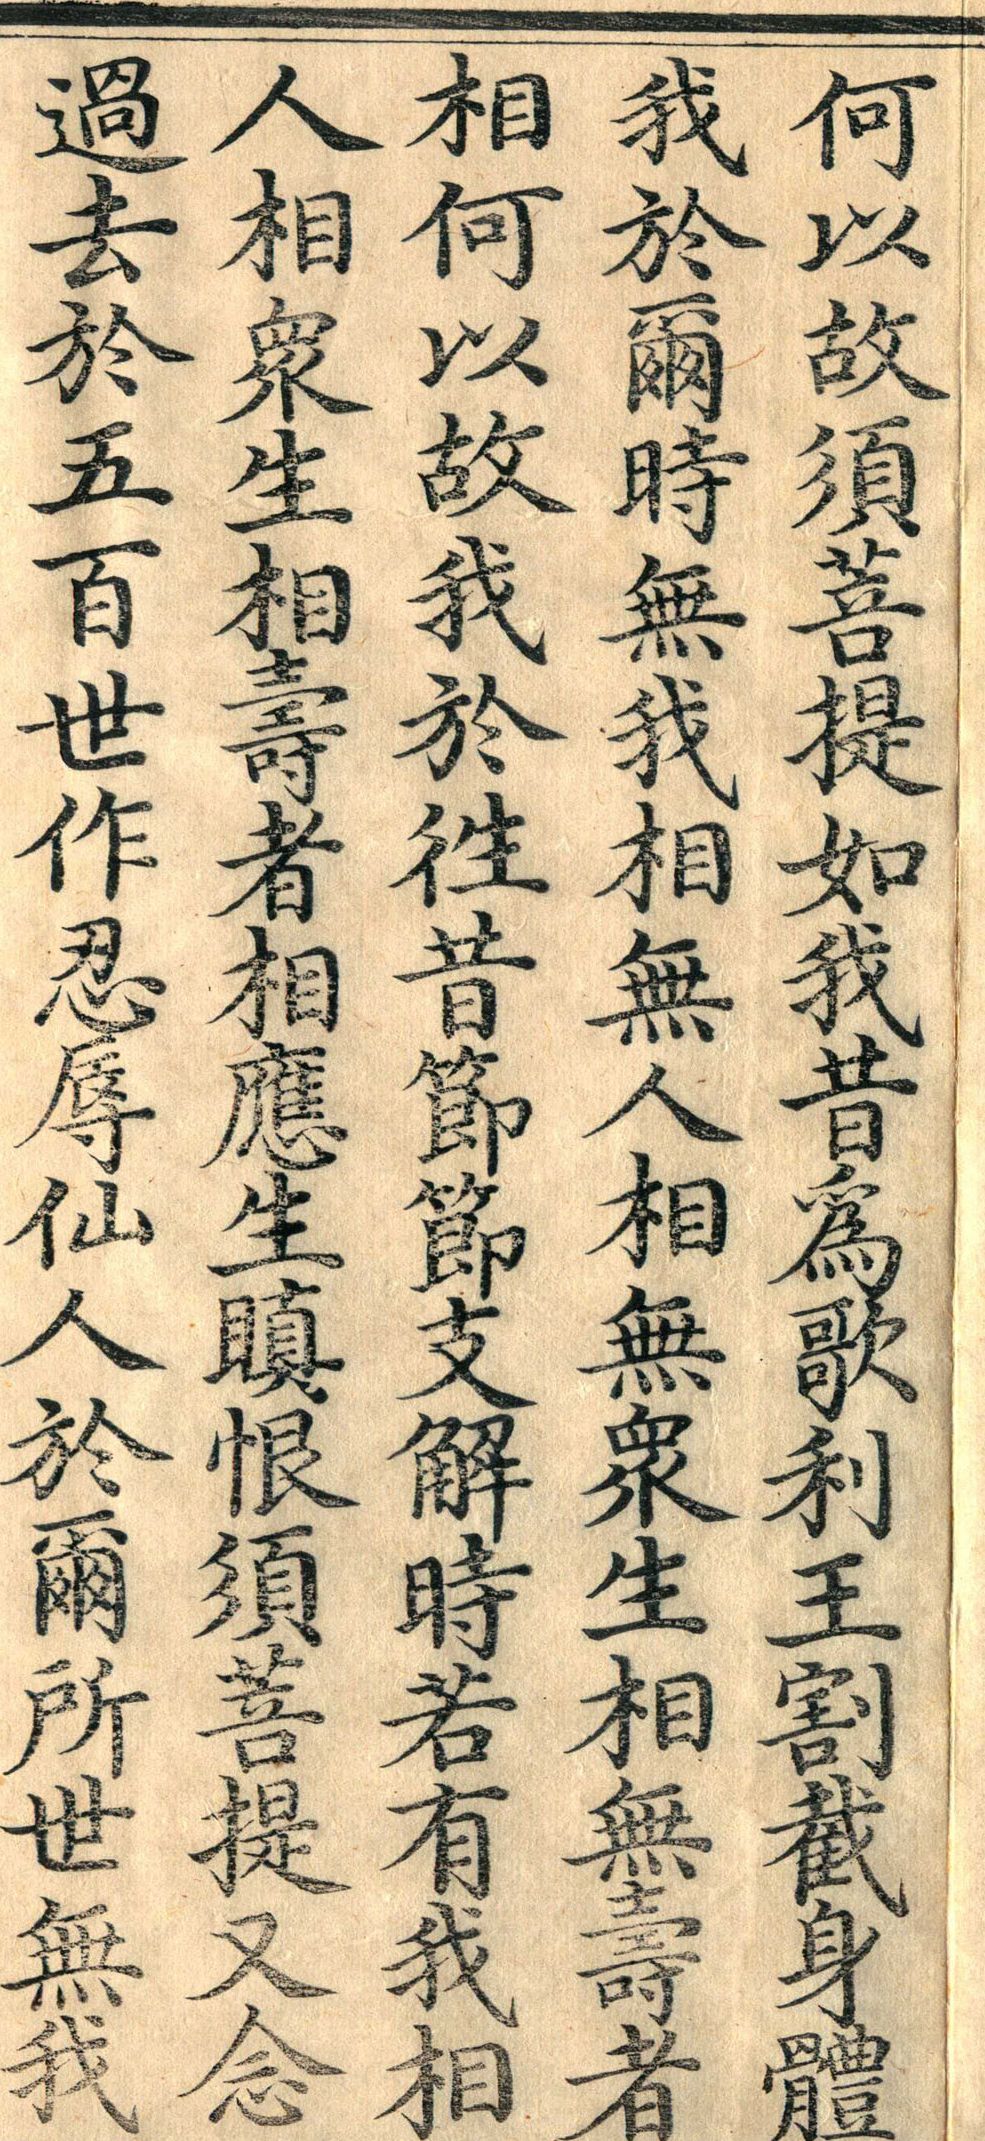 何以故須菩提如我昔為歌利王割截身體
我於爾時無我相無人相無眾生相無壽者
相何以故我於徃昔節節支解時若有我相
人相眾生相壽者相應生瞋恨須菩提又念
過去於五百世作忍辱仙人於爾所世無我